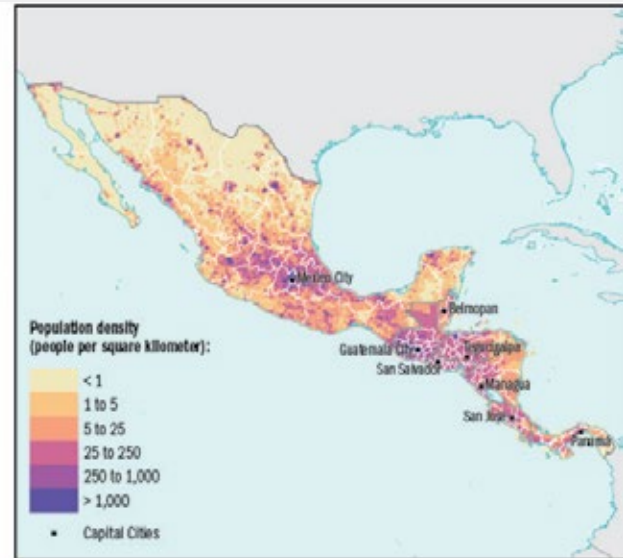 Mexico City
Belmopan
Guatemala City
Tegucigalpa
San Salvador
Managua
San José
Panama
Population density
(people per square kilometer):
< 1
1 to 5
5 to 25
25 to 250
250 to 1,000
> 1,000
Capital Cities